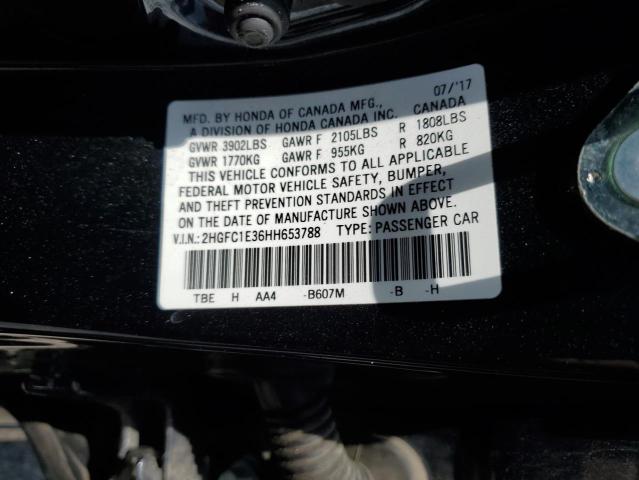 MFD. BY HONDA OF CANADA MFG., 07/'17
A DIVISION OF HONDA CANADA INC. CANADA
GVWR 3902LBS GAWR F 2105LBS R 1808LBS
GVWR 1770KG GAWR F 955KG R 820KG
THIS VEHICLE CONFORMS TO ALL APPLICABLE
FEDERAL MOTOR VEHICLE SAFETY, BUMPER,
AND THEFT PREVENTION STANDARDS IN EFFECT
ON THE DATE OF MANUFACTURE SHOWN ABOVE.
V.I.N.:2HGFC1E36HH653788 TYPE: PASSENGER CAR
TBE H AA4 -B607M -B -H